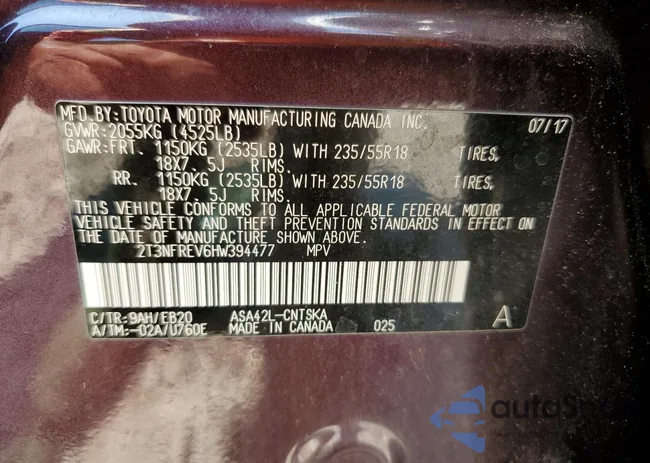 MFD.BY:TOYOTA MOTOR MANUFACTURING CANADA INC. 07/17
GVWR:2055KG (4525LB)
GAWR:FRT. 1150KG (2535LB) WITH 235/55R18 TIRES,
18X7. 5J RIMS.
RR. 1150KG (2535LB) WITH 235/55R18 TIRES,
18X7. 5J RIMS.
THIS VEHICLE CONFORMS TO ALL APPLICABLE FEDERAL MOTOR
VEHICLE SAFETY AND THEFT PREVENTION STANDARDS IN EFFECT ON
THE DATE OF MANUFACTURE SHOWN ABOVE.
2T3NFREV6HW394477 MPV
C/TR:9AH/EB20 ASA42L-CNTSKA
A/TM:-02A/U760E MADE IN CANADA 025 A